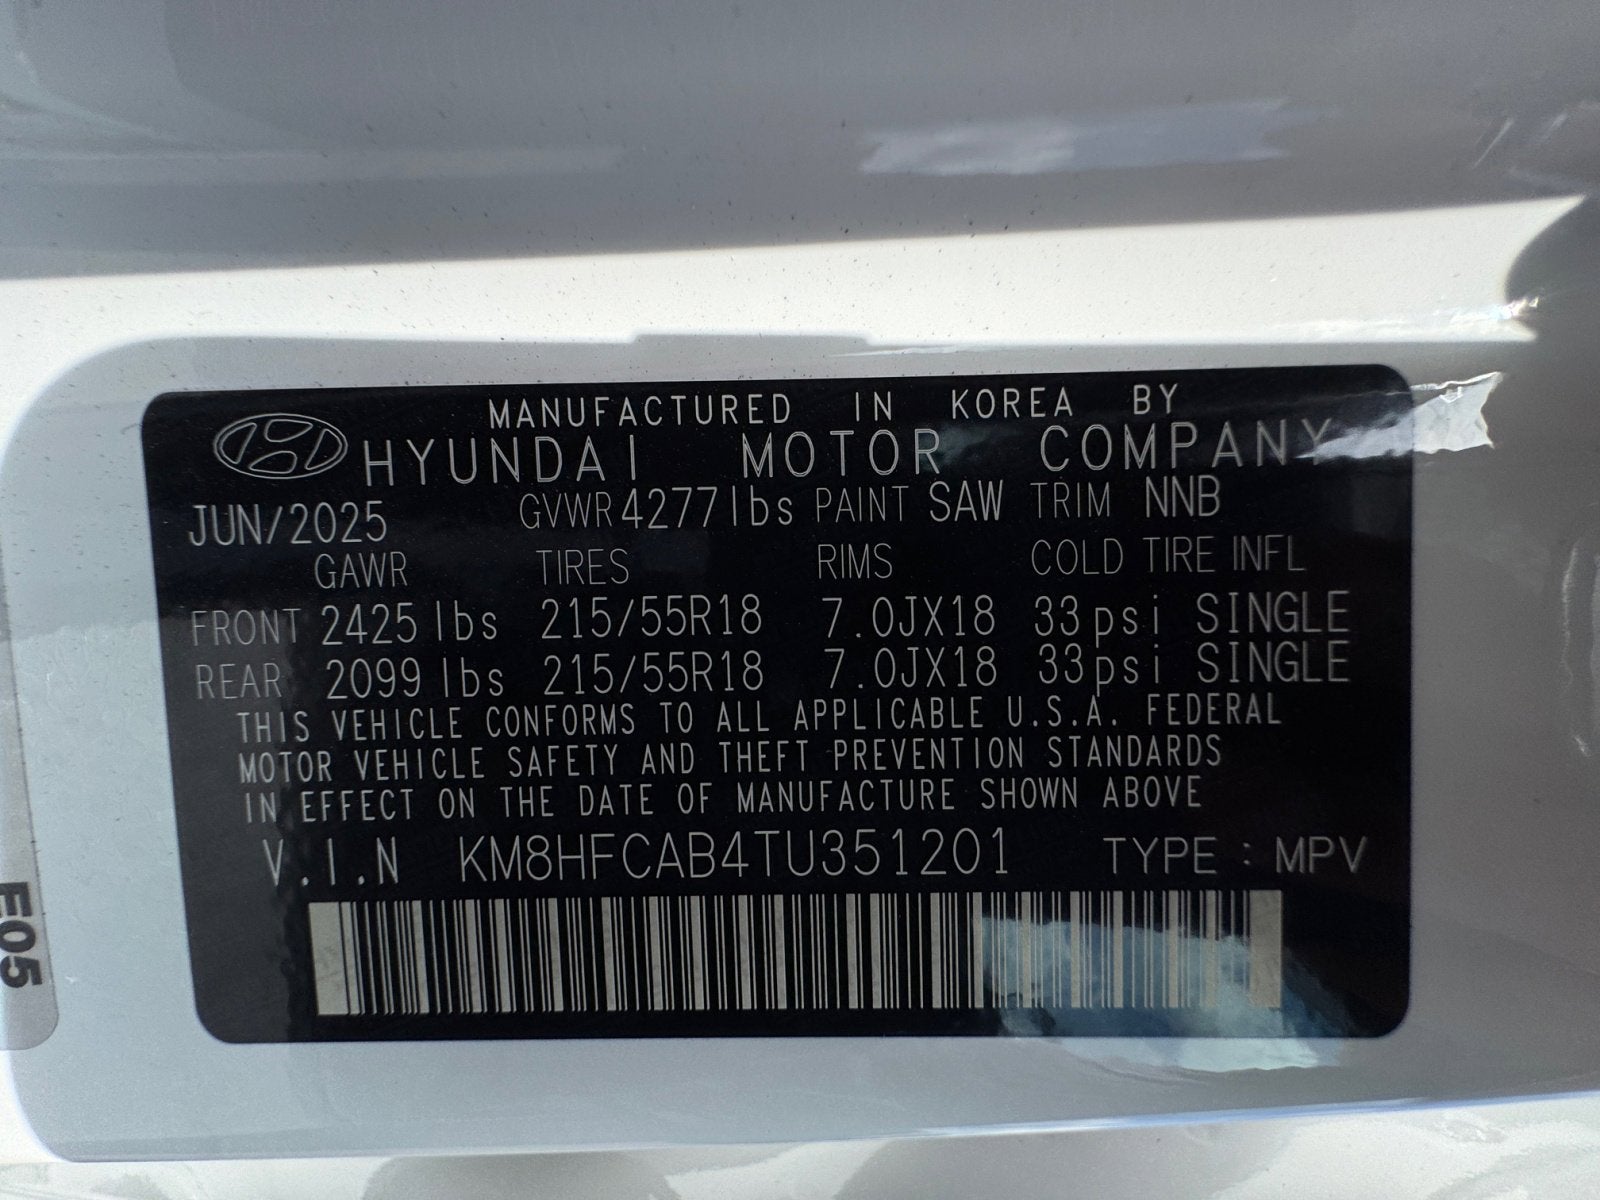 MANUFACTURED IN KOREA BY
HYUNDAI MOTOR COMPANY
JUN/2025 GVWR 4277lbs PAINT SAW TRIM NNB
GAWR TIRES RIMS COLD TIRE INFL
FRONT 2425 lbs 215/55R18 7.0JX18 33psi SINGLE
REAR 2099 lbs 215/55R18 7.0JX18 33psi SINGLE
THIS VEHICLE CONFORMS TO ALL APPLICABLE U.S.A. FEDERAL
MOTOR VEHICLE SAFETY AND THEFT PREVENTION STANDARDS
IN EFFECT ON THE DATE OF MANUFACTURE SHOWN ABOVE
V.I.N KM8HFCAB4TU351201 TYPE : MPV
E05